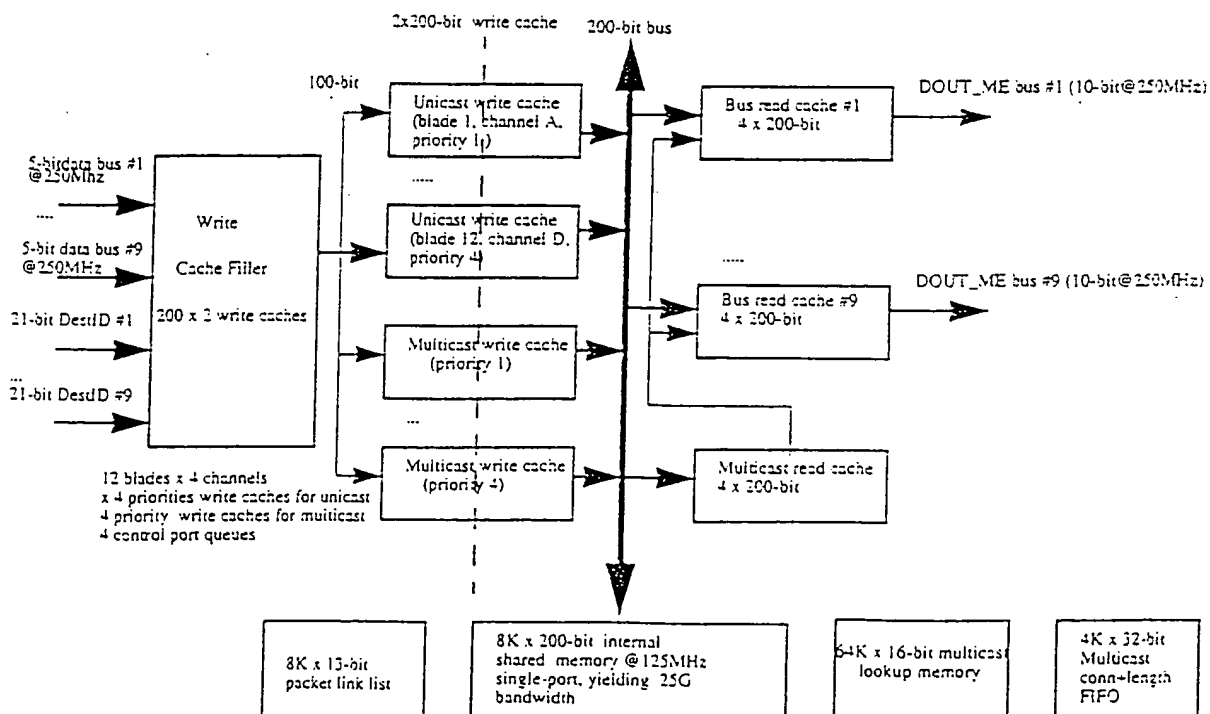 2x200-bit write cache
200-bit bus
100-bit
Unicast write cache
(blade 1, channel A,
priority 1)
.....
Unicast write cache
(blade 12, channel D,
priority 4)
Multicast write cache
(priority 1)
...
Multicast write cache
(priority 4)
5-bit data bus #1
@250Mhz
....
5-bit data bus #9
@250MHz
21-bit DestID #1
...
21-bit DestID #9
Write
Cache Filler
200 x 2 write caches
12 blades x 4 channels
x 4 priorities write caches for unicast
4 priority write caches for multicast
4 control port queues
Bus read cache #1
4 x 200-bit
DOUT_ME bus #1 (10-bit@250MHz)
.....
Bus read cache #9
4 x 200-bit
DOUT_ME bus #9 (10-bit@250MHz)
Multicast read cache
4 x 200-bit
8K x 13-bit
packet link list
8K x 200-bit internal
shared memory @125MHz
single-port, yielding 25G
bandwidth
64K x 16-bit multicast
lookup memory
4K x 32-bit
Multicast
conn+length
FIFO